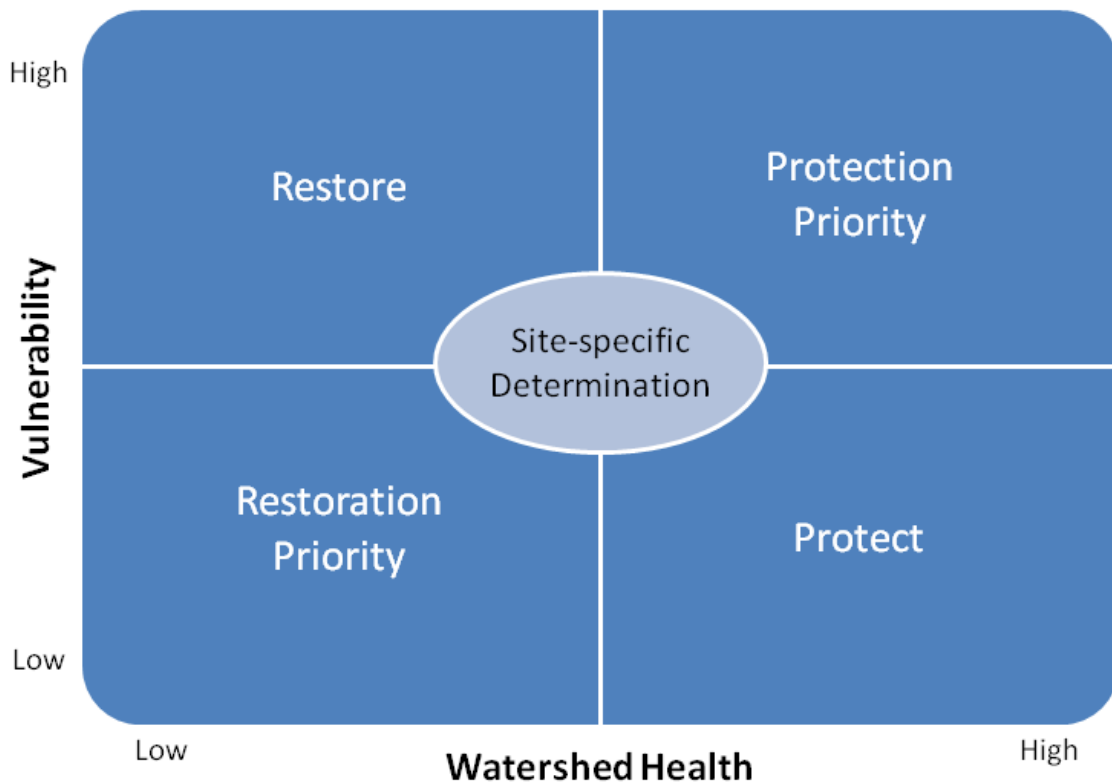 High
Restore
Protection
Priority
Vulnerability
Site-specific
Determination
Restoration
Priority
Protect
Low
Low
Watershed Health
High